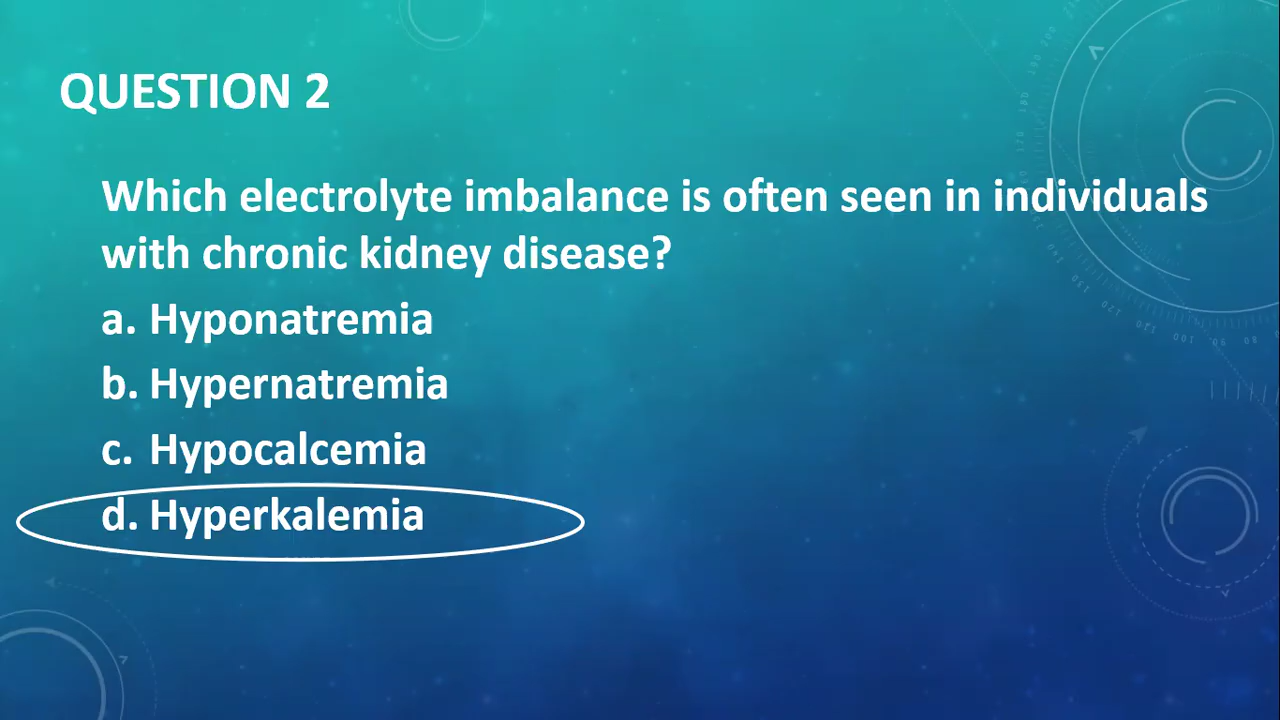 QUESTION 2
Which electrolyte imbalance is often seen in individuals
with chronic kidney disease?
a. Hyponatremia
b. Hypernatremia
c. Hypocalcemia
d. Hyperkalemia